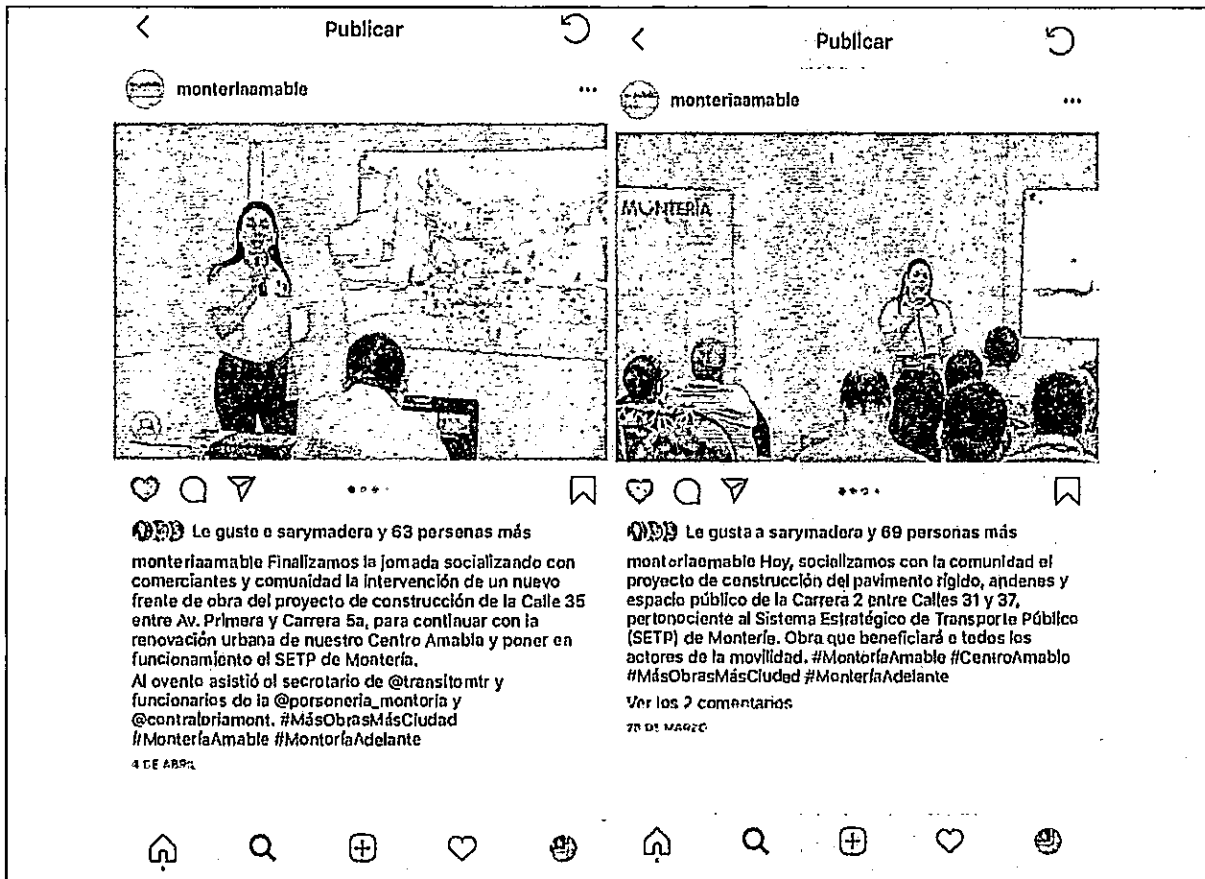 Publicar
monteriaamable
Le gusta a sarymadera y 63 personas más
monteriaamable Finalizamos la jornada socializando con
comerciantes y comunidad la intervención de un nuevo
frente de obra del proyecto de construcción de la Calle 35
entre Av. Primera y Carrera 5a, para continuar con la
renovación urbana de nuestro Centro Amable y poner en
funcionamiento el SETP de Montería.
Al evento asistió el secretario de @transitomtr y
funcionarios de la @personeria_monteria y
@contraloriamont. #MásObrasMásCiudad
#MonteríaAmable #MonteríaAdelante
4 DE ABRIL
Publicar
monteriaamable
MONTERÍA
Le gusta a sarymadera y 69 personas más
monteriaamable Hoy, socializamos con la comunidad el
proyecto de construcción del pavimento rígido, andenes y
espacio público de la Carrera 2 entre Calles 31 y 37,
perteneciente al Sistema Estratégico de Transporte Público
(SETP) de Montería. Obra que beneficiará a todos los
actores de la movilidad. #MonteríaAmable #CentroAmable
#MásObrasMásCiudad #MonteríaAdelante
Ver los 2 comentarios
DE MARZO